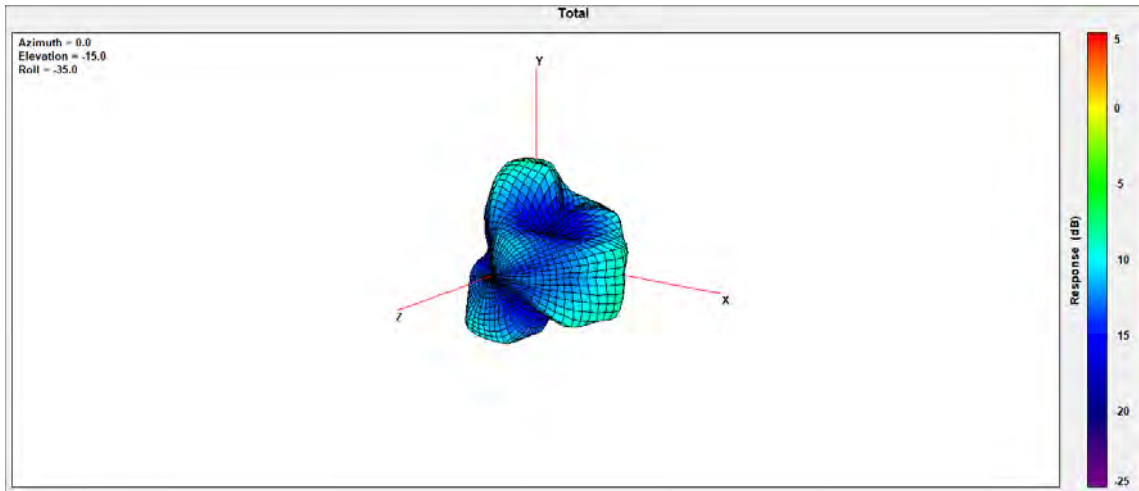 Total
Azimuth = 0.0
Elevation = -15.0
Roll = -35.0
Y
X
Z
Response (dB)
5
0
5
10
15
-20
-25